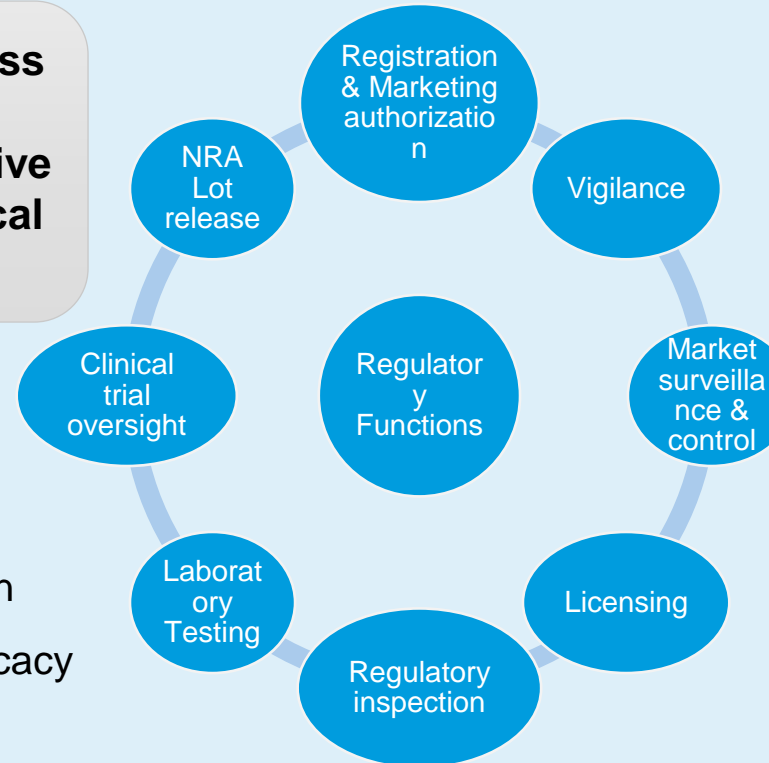 ss
ive
cal
Registration
& Marketing
authorizatio
n
Vigilance
Market
surveilla
nce &
control
Licensing
Regulatory
inspection
Laborat
ory
Testing
Clinical
trial
oversight
NRA
Lot
release
Regulator
y
Functions
n
cacy